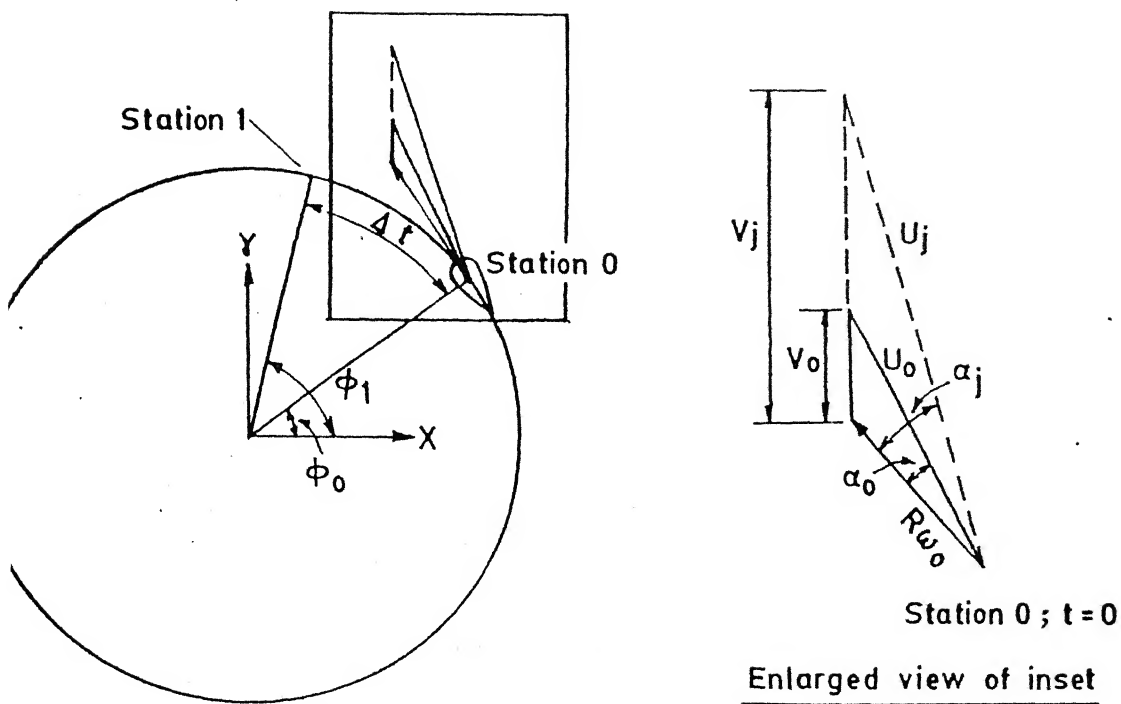 Station 1
Δt
Station 0
Y
X
ϕ1
ϕ0
Vj
Uj
V0
U0
αj
α0
Rω0
Station 0 ; t = 0
Enlarged view of inset